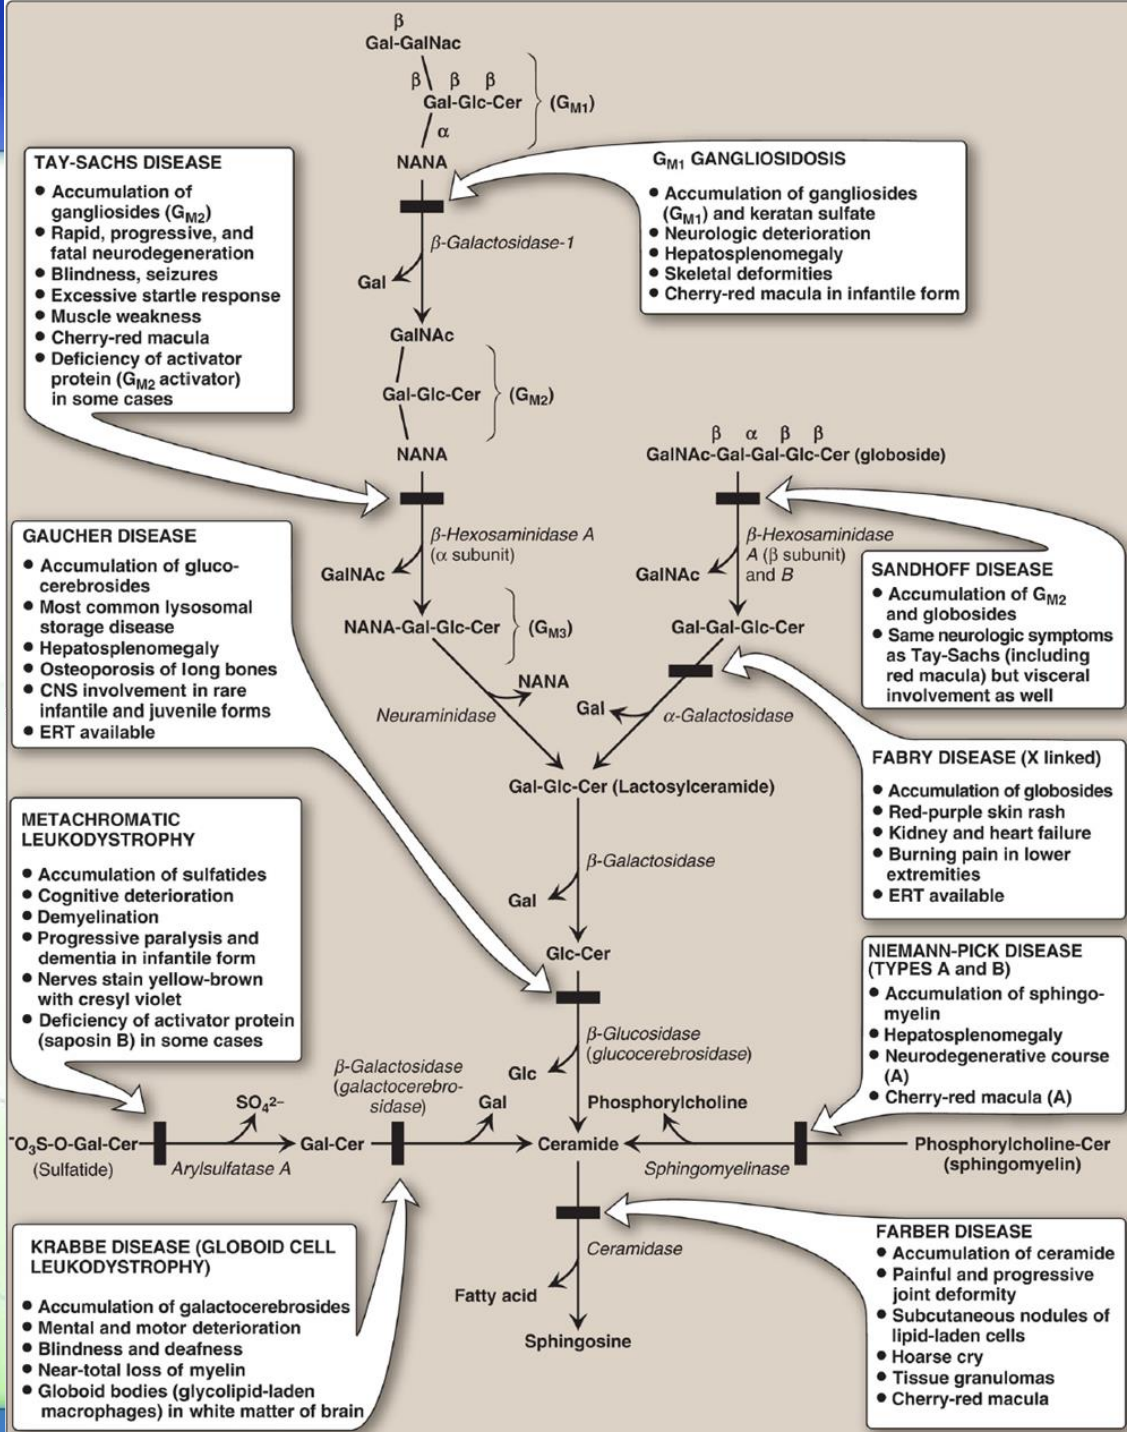 β
Gal-GalNac
β β β
Gal-Glc-Cer
(GM1)
α
NANA
β-Galactosidase-1
Gal
GalNAc
Gal-Glc-Cer
(GM2)
NANA
β-Hexosaminidase A
(α subunit)
GalNAc
NANA-Gal-Glc-Cer
(GM3)
NANA
Neuraminidase
β α β β
GalNAc-Gal-Gal-Glc-Cer (globoside)
β-Hexosaminidase
A (β subunit)
and B
GalNAc
Gal-Gal-Glc-Cer
Gal
α-Galactosidase
Gal-Glc-Cer (Lactosylceramide)
β-Galactosidase
Gal
Glc-Cer
β-Glucosidase
(glucocerebrosidase)
Glc
β-Galactosidase
(galactocerebro-
sidase)
SO₄²⁻
Gal
Phosphorylcholine
⁻O₃S-O-Gal-Cer
(Sulfatide)
Arylsulfatase A
Gal-Cer
Ceramide
Sphingomyelinase
Phosphorylcholine-Cer
(sphingomyelin)
Ceramidase
Fatty acid
Sphingosine
TAY-SACHS DISEASE
● Accumulation of
gangliosides (GM2)
● Rapid, progressive, and
fatal neurodegeneration
● Blindness, seizures
● Excessive startle response
● Muscle weakness
● Cherry-red macula
● Deficiency of activator
protein (GM2 activator)
in some cases
GM1 GANGLIOSIDOSIS
● Accumulation of gangliosides
(GM1) and keratan sulfate
● Neurologic deterioration
● Hepatosplenomegaly
● Skeletal deformities
● Cherry-red macula in infantile form
GAUCHER DISEASE
● Accumulation of gluco-
cerebrosides
● Most common lysosomal
storage disease
● Hepatosplenomegaly
● Osteoporosis of long bones
● CNS involvement in rare
infantile and juvenile forms
● ERT available
SANDHOFF DISEASE
● Accumulation of GM2
and globosides
● Same neurologic symptoms
as Tay-Sachs (including
red macula) but visceral
involvement as well
FABRY DISEASE (X linked)
● Accumulation of globosides
● Red-purple skin rash
● Kidney and heart failure
● Burning pain in lower
extremities
● ERT available
METACHROMATIC
LEUKODYSTROPHY
● Accumulation of sulfatides
● Cognitive deterioration
● Demyelination
● Progressive paralysis and
dementia in infantile form
● Nerves stain yellow-brown
with cresyl violet
● Deficiency of activator protein
(saposin B) in some cases
NIEMANN-PICK DISEASE
(TYPES A and B)
● Accumulation of sphingo-
myelin
● Hepatosplenomegaly
● Neurodegenerative course
(A)
● Cherry-red macula (A)
KRABBE DISEASE (GLOBOID CELL
LEUKODYSTROPHY)
● Accumulation of galactocerebrosides
● Mental and motor deterioration
● Blindness and deafness
● Near-total loss of myelin
● Globoid bodies (glycolipid-laden
macrophages) in white matter of brain
FARBER DISEASE
● Accumulation of ceramide
● Painful and progressive
joint deformity
● Subcutaneous nodules of
lipid-laden cells
● Hoarse cry
● Tissue granulomas
● Cherry-red macula